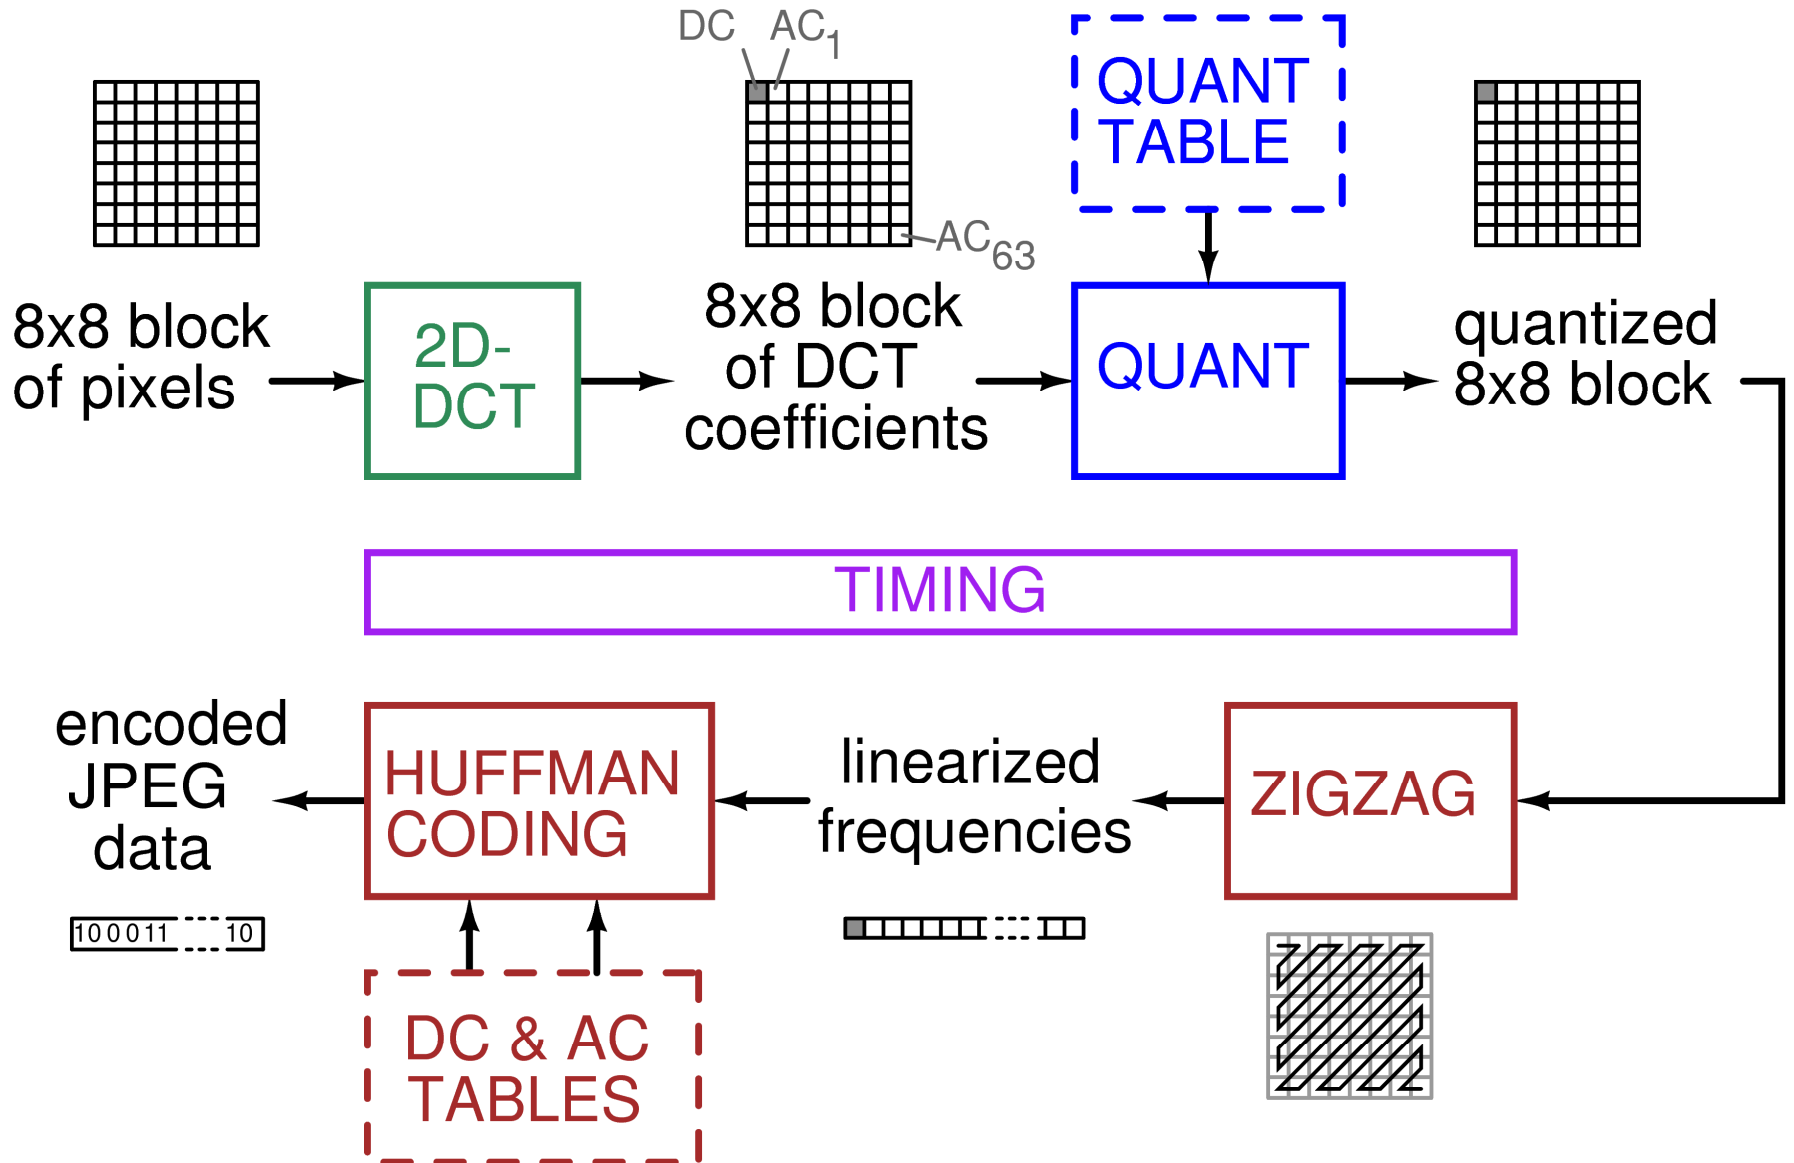 DC AC1
QUANT
TABLE
AC63
8x8 block
of pixels
2D-
DCT
8x8 block
of DCT
coefficients
QUANT
quantized
8x8 block
TIMING
encoded
JPEG
data
HUFFMAN
CODING
linearized
frequencies
ZIGZAG
100011 10
DC & AC
TABLES